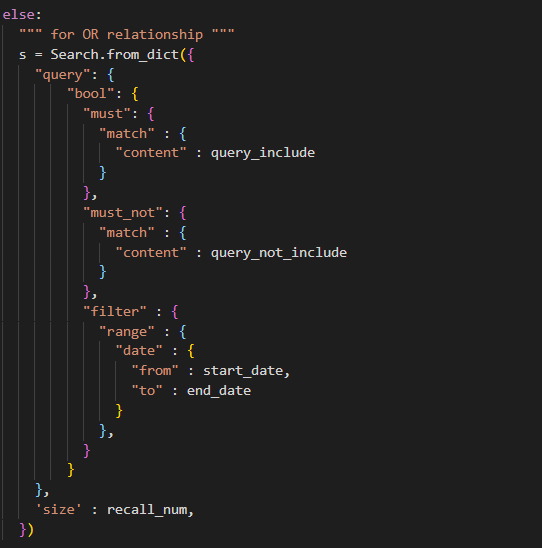 else:
  """ for OR relationship """
  s = Search.from_dict({
    "query": {
        "bool": {
          "must": {
            "match" : {
              "content" : query_include
            }
          },
          "must_not": {
            "match" : {
              "content" : query_not_include
            }
          },
          "filter" : {
            "range" : {
              "date" : {
                "from" : start_date,
                "to" : end_date
              }
            },
          }
        }
    },
    'size' : recall_num,
  })